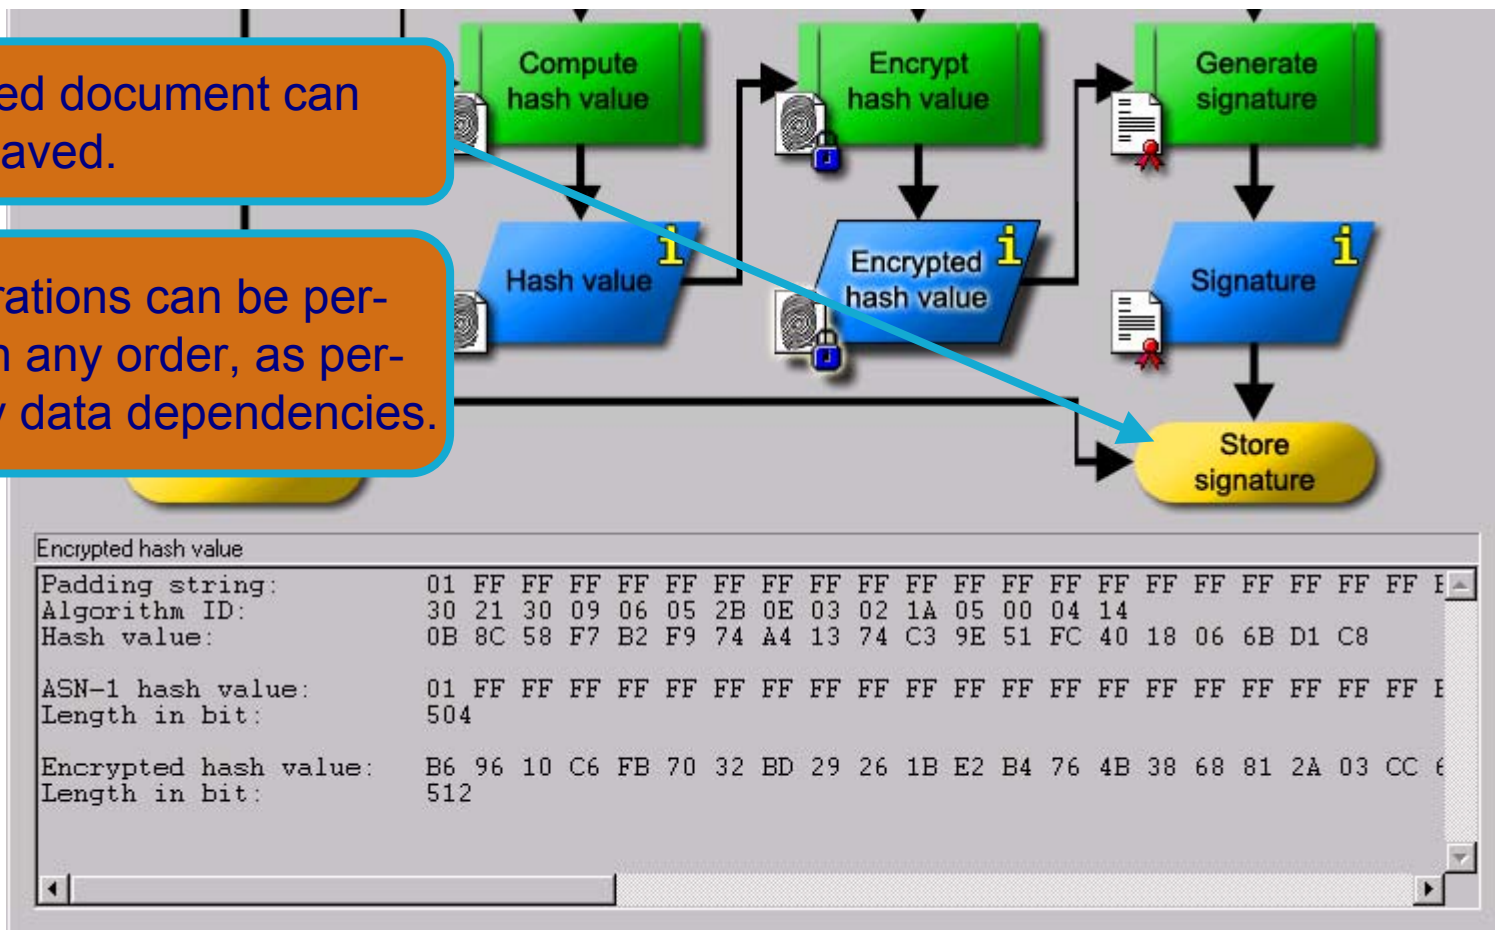 Compute
hash value
Encrypt
hash value
Generate
signature
ed document can
aved.
Hash value
i
Encrypted
hash value
i
Signature
i
rations can be per-
any order, as per-
data dependencies.
Store
signature
Encrypted hash value
Padding string: 01 FF FF FF FF FF FF FF FF FF FF FF FF FF FF FF FF FF FF FF FF
Algorithm ID: 30 21 30 09 06 05 2B 0E 03 02 1A 05 00 04 14
Hash value: 0B 8C 58 F7 B2 F9 74 A4 13 74 C3 9E 51 FC 40 18 06 6B D1 C8
ASN-1 hash value: 01 FF FF FF FF FF FF FF FF FF FF FF FF FF FF FF FF FF FF FF FF
Length in bit: 504
Encrypted hash value: B6 96 10 C6 FB 70 32 BD 29 26 1B E2 B4 76 4B 38 68 81 2A 03 CC
Length in bit: 512